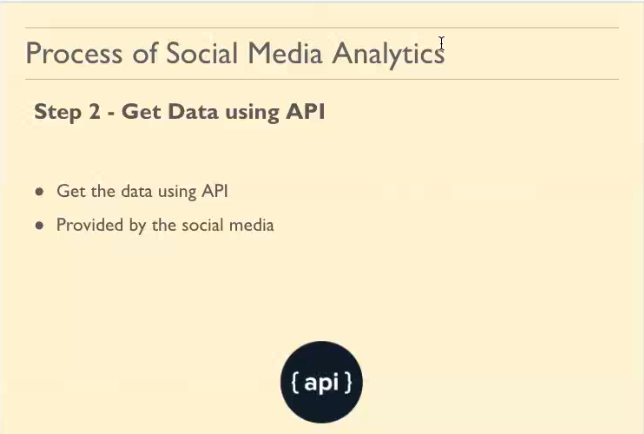 Process of Social Media Analytics
Step 2 - Get Data using API
● Get the data using API
● Provided by the social media
{ api }